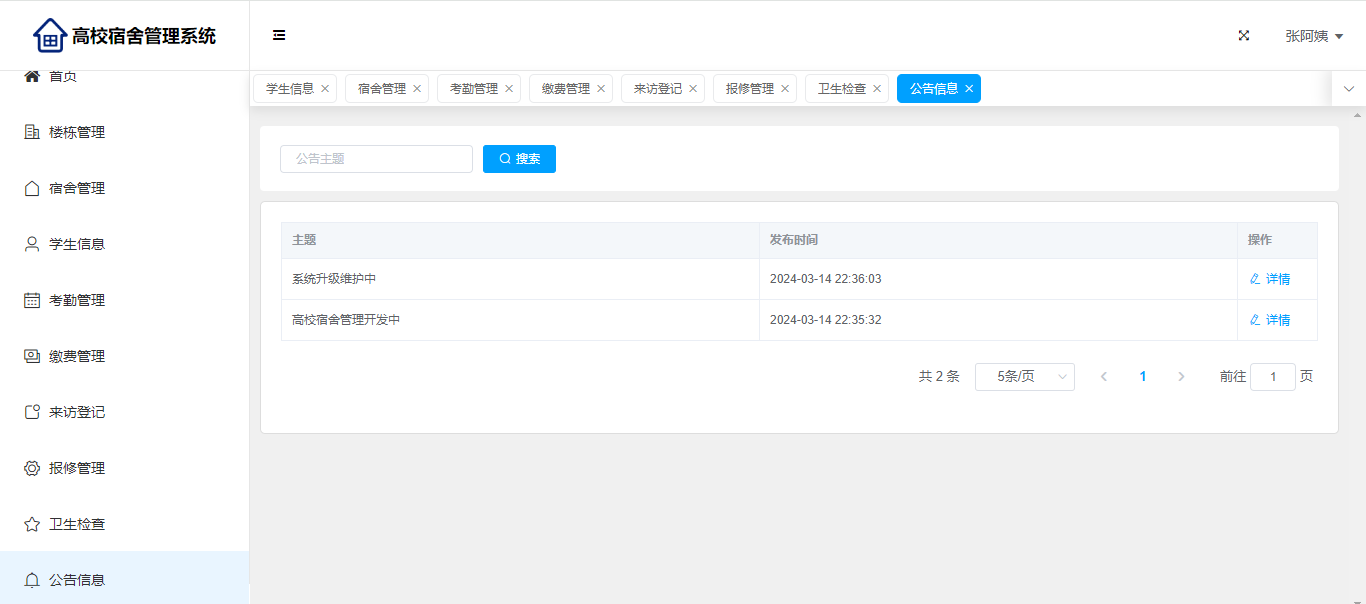 高校宿舍管理系统
张阿姨
首页
楼栋管理
宿舍管理
学生信息
考勤管理
缴费管理
来访登记
报修管理
卫生检查
公告信息
学生信息 宿舍管理 考勤管理 缴费管理 来访登记 报修管理 卫生检查 公告信息
公告主题 搜索
主题 发布时间 操作
系统升级维护中 2024-03-14 22:36:03 详情
高校宿舍管理开发中 2024-03-14 22:35:32 详情
共 2 条 5条/页 1 前往 1 页